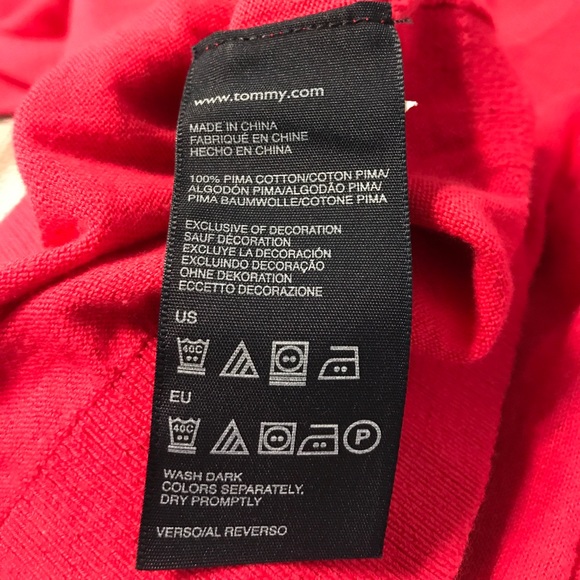 www.tommy.com
MADE IN CHINA
FABRIQUÉ EN CHINE
HECHO EN CHINA
100% PIMA COTTON/COTON PIMA/
ALGODÓN PIMA/ALGODÃO PIMA/
PIMA BAUMWOLLE/COTONE PIMA
EXCLUSIVE OF DECORATION
SAUF DÉCORATION
EXCLUYE LA DECORACIÓN
EXCLUINDO DECORAÇÃO
OHNE DEKORATION
ECCETTO DECORAZIONE
US
40C
EU
40C P
WASH DARK
COLORS SEPARATELY,
DRY PROMPTLY
VERSO/AL REVERSO